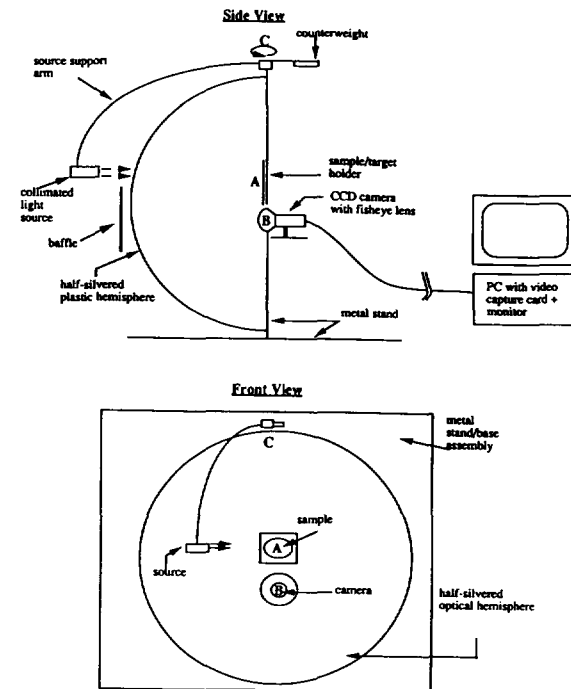 Side View
C
counterweight
source support
arm
sample/target
holder
A
CCD camera
with fisheye lens
B
collimated
light
source
baffle
half-silvered
plastic hemisphere
PC with video
capture card +
monitor
metal stand
Front View
metal
stand/base
assembly
C
sample
A
source
B
camera
half-silvered
optical hemisphere